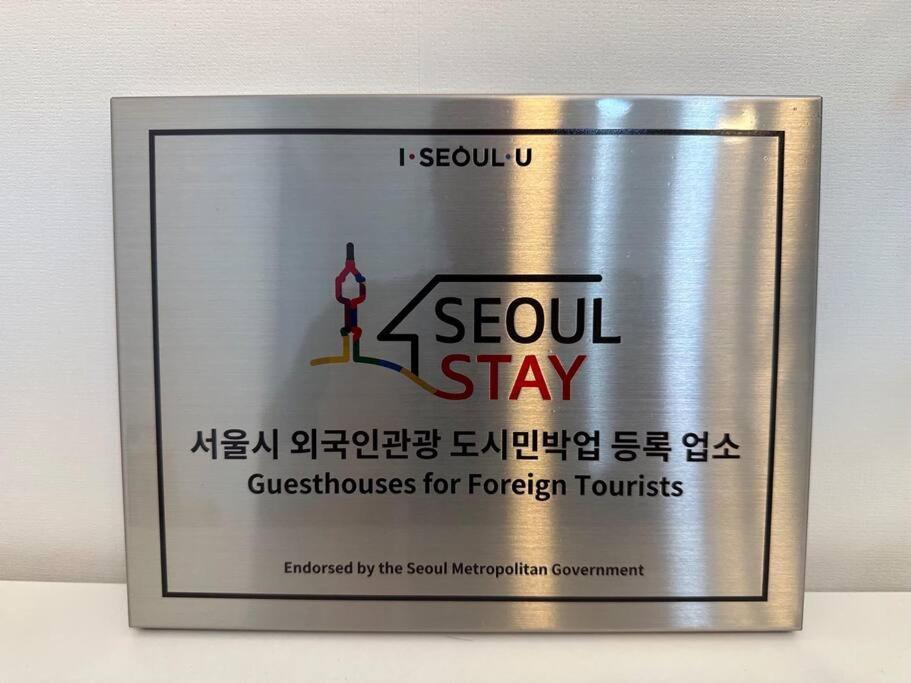 I·SEOUL·U
SEOUL
STAY
서울시 외국인관광 도시민박업 등록 업소
Guesthouses for Foreign Tourists
Endorsed by the Seoul Metropolitan Government